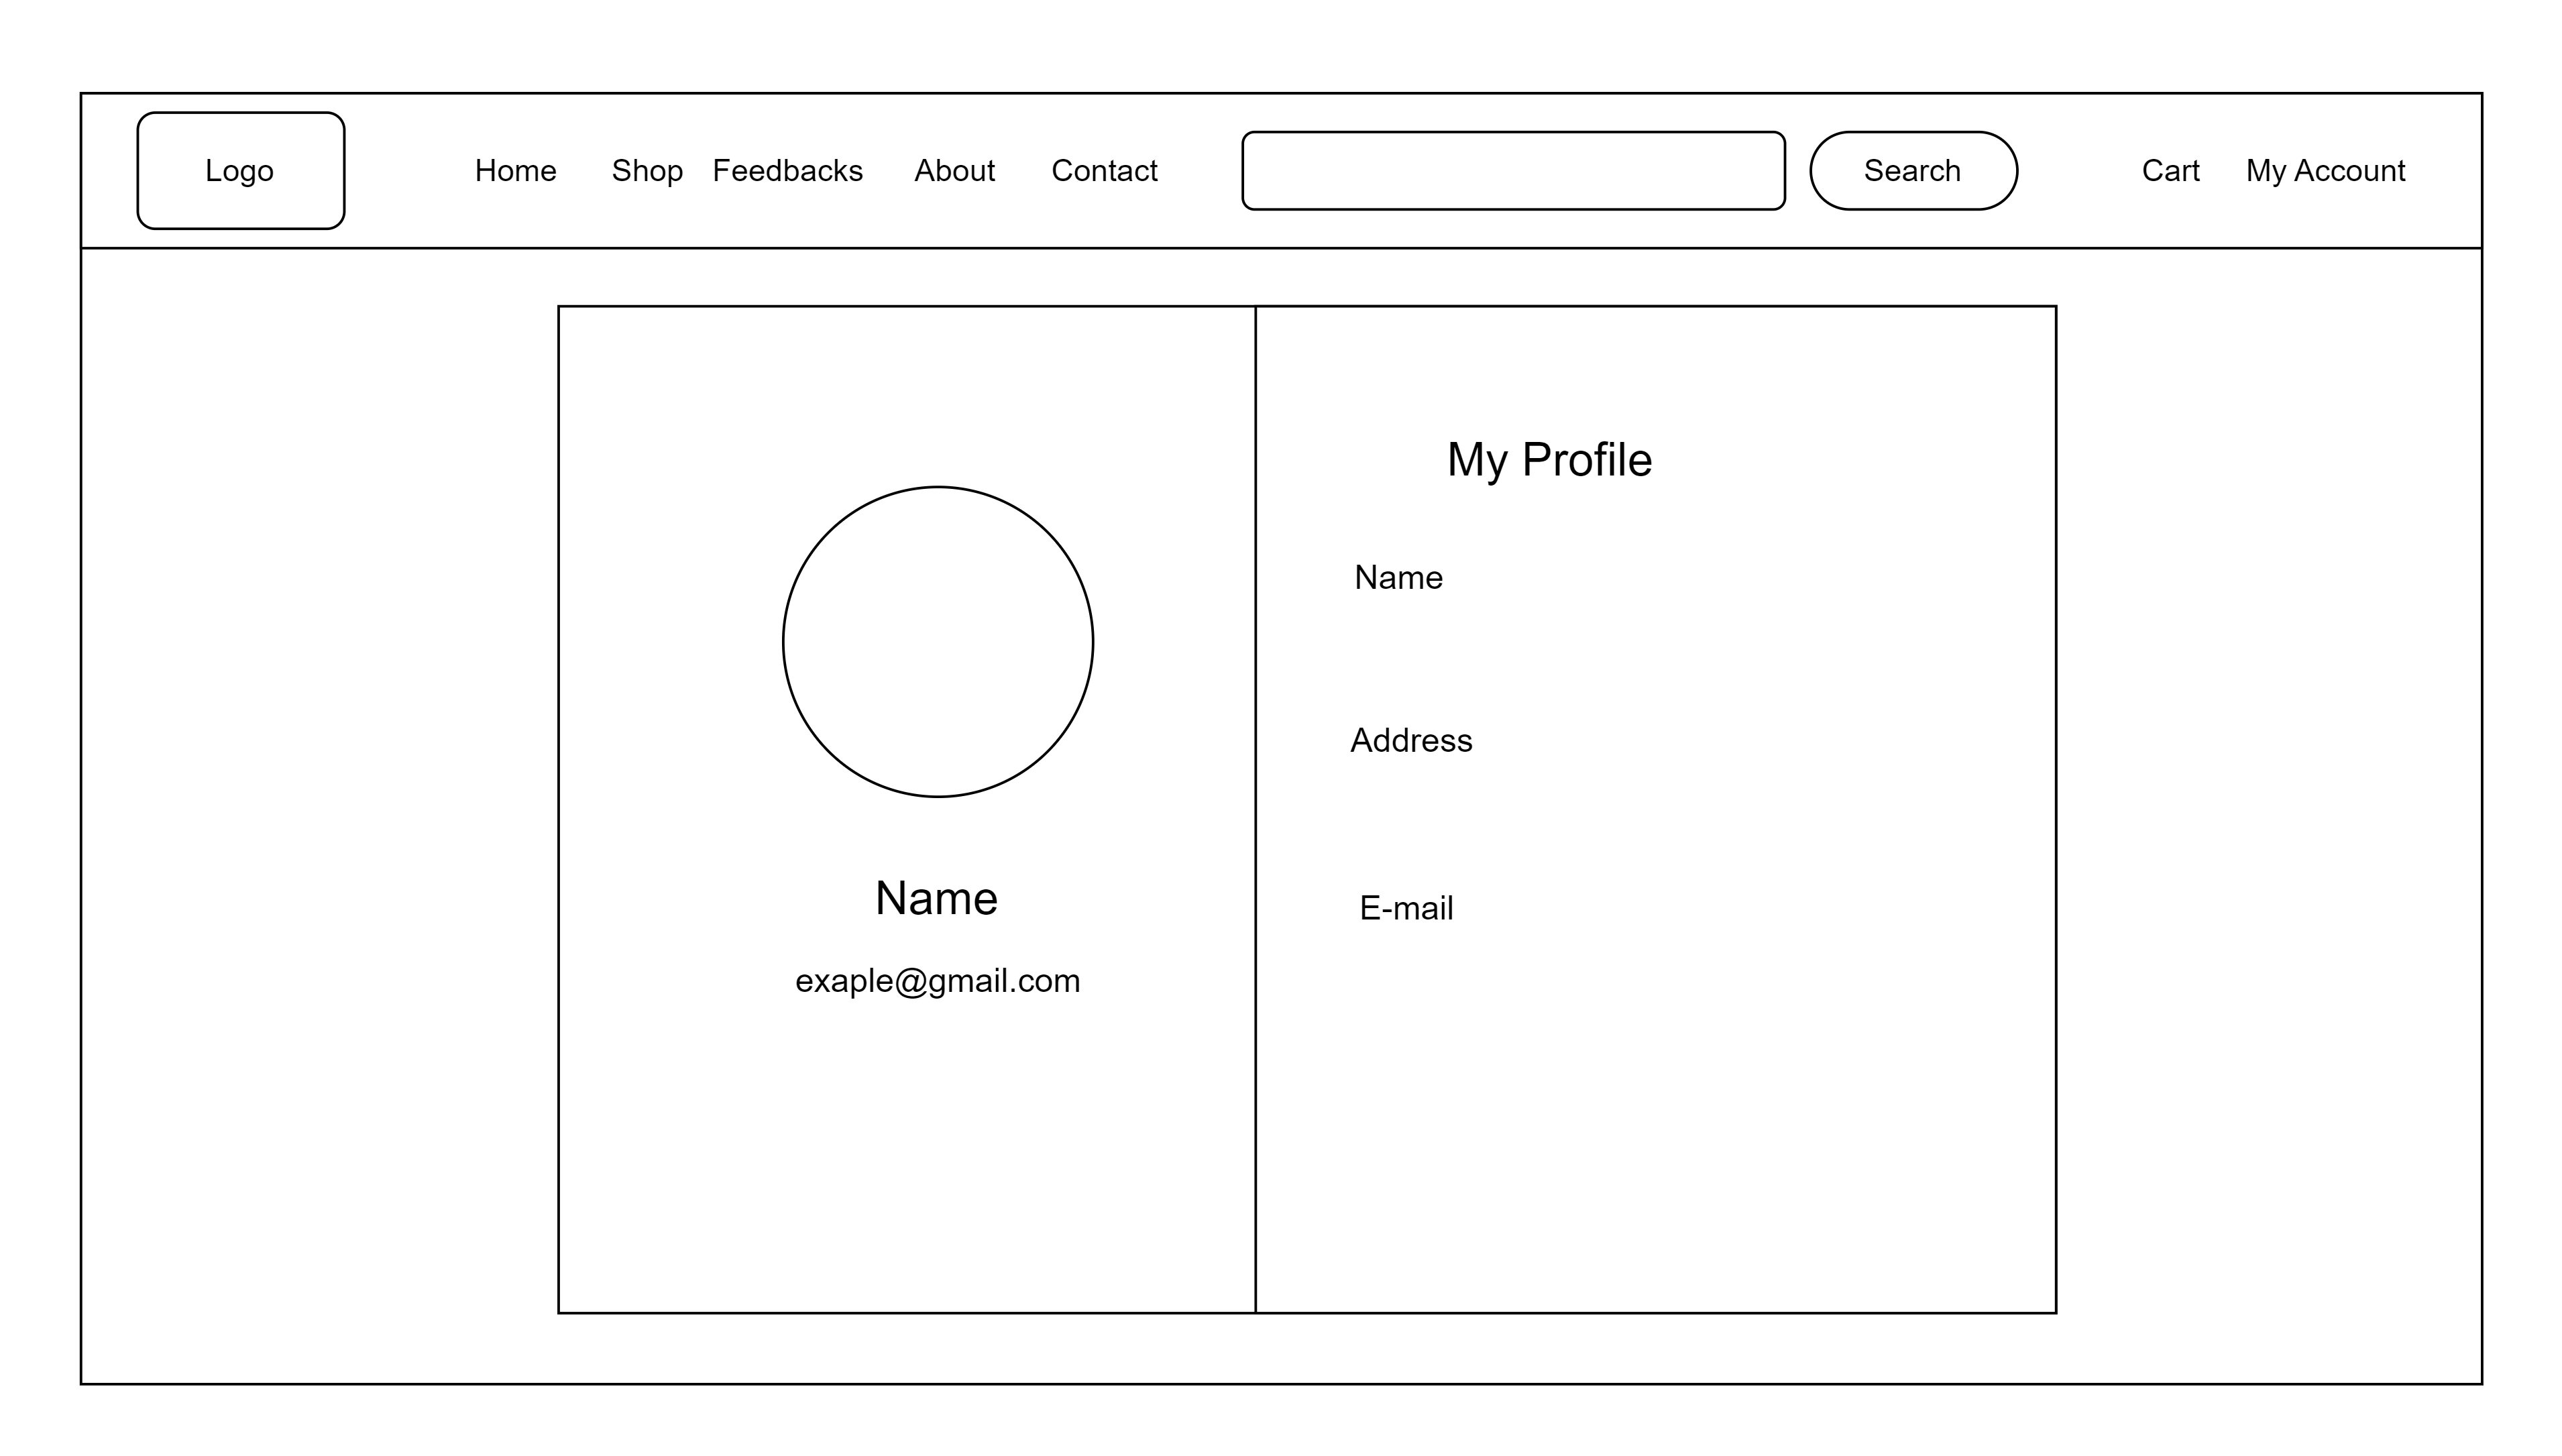 Logo
Home Shop Feedbacks About Contact Search Cart My Account
Name
exaple@gmail.com
My Profile
Name
Address
E-mail